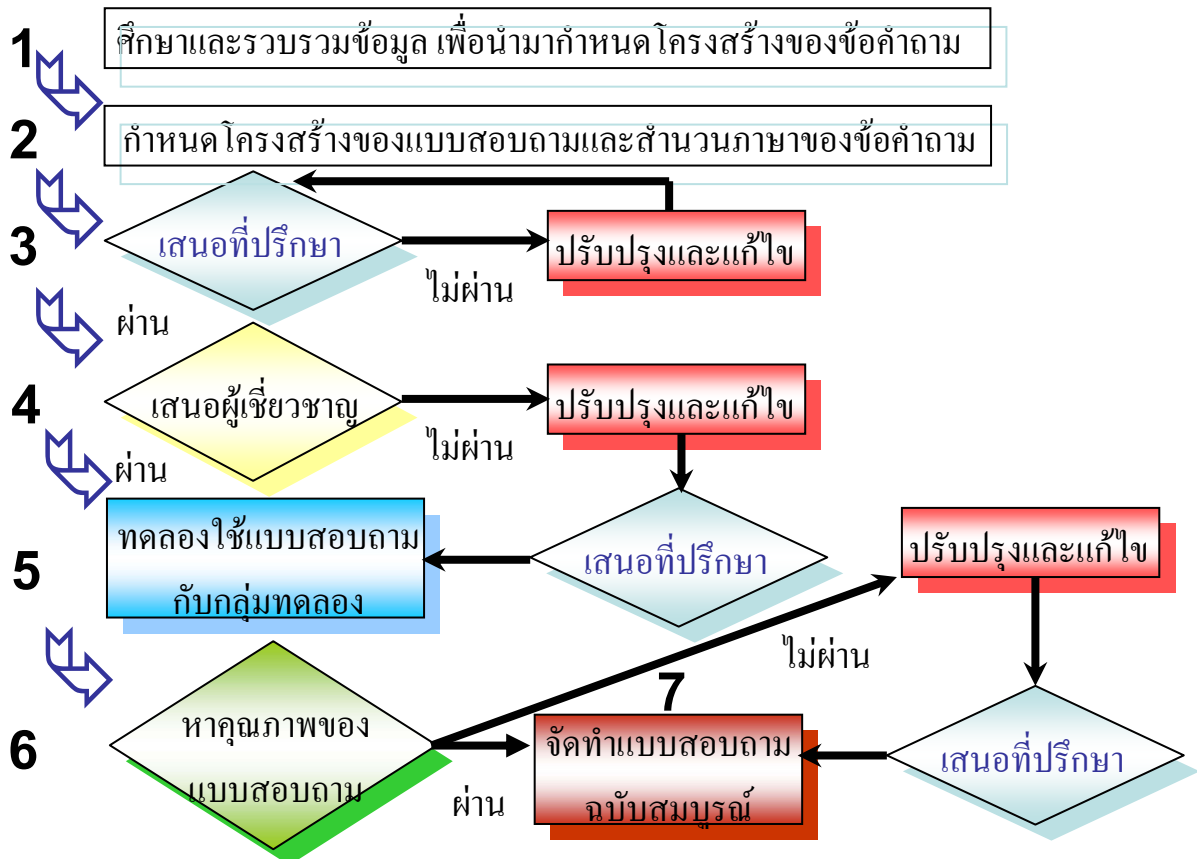 1
ศึกษาและรวบรวมข้อมูล เพื่อนำมากำหนดโครงสร้างของข้อคำถาม
2
กำหนดโครงสร้างของแบบสอบถามและสำนวนภาษาของข้อคำถาม
3
เสนอที่ปรึกษา
ไม่ผ่าน
ปรับปรุงและแก้ไข
ผ่าน
4
เสนอผู้เชี่ยวชาญ
ไม่ผ่าน
ปรับปรุงและแก้ไข
ผ่าน
5
ทดลองใช้แบบสอบถาม
กับกลุ่มทดลอง
เสนอที่ปรึกษา
ปรับปรุงและแก้ไข
ไม่ผ่าน
6
หาคุณภาพของ
แบบสอบถาม
ผ่าน
7
จัดทำแบบสอบถาม
ฉบับสมบูรณ์
เสนอที่ปรึกษา